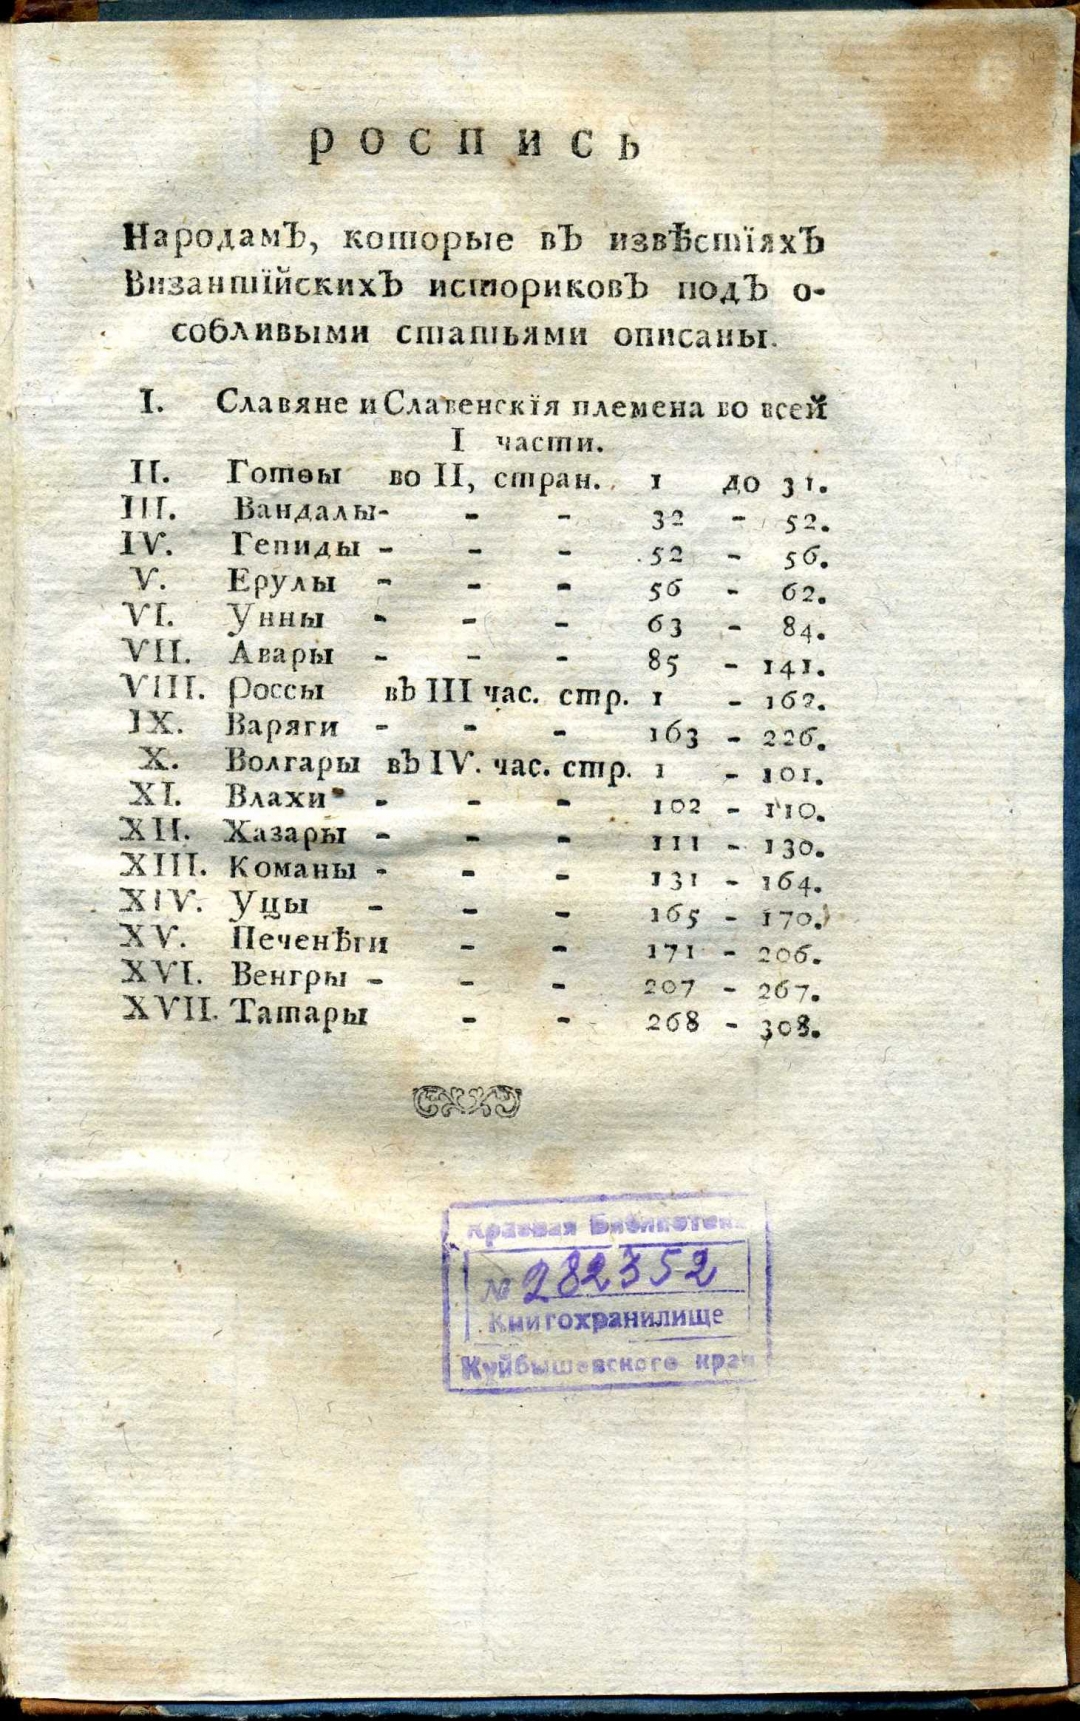 РОСПИСЬ
Народамъ, которые въ извѣстїяхъ
Византїйскихъ историковъ подъ о-
собливыми статьями описаны.
I. Славяне и Славенскїя племена во всей
I части.
II. Готѳы во II, стран. 1 до 31.
III. Вандалы - - - 32 - 52.
IV. Гепиды - - - 52 - 56.
V. Ерулы - - - 56 - 62.
VI. Унны - - - 63 - 84.
VII. Авары - - - 85 - 141.
VIII. Россы въ III час. стр. 1 - 162.
IX. Варяги - - - 163 - 226.
X. Волгары въ IV. час. стр. 1 - 101.
XI. Влахи - - - 102 - 110.
XII. Хазары - - - 111 - 130.
XIII. Команы - - - 131 - 164.
XIV. Уцы - - - 165 - 170.
XV. Печенѣги - - 171 - 206.
XVI. Венгры - - - 207 - 267.
XVII. Татары - - 268 - 308.
Краевая Библиотека
№ 282352
Книгохранилище
Куйбышевского края